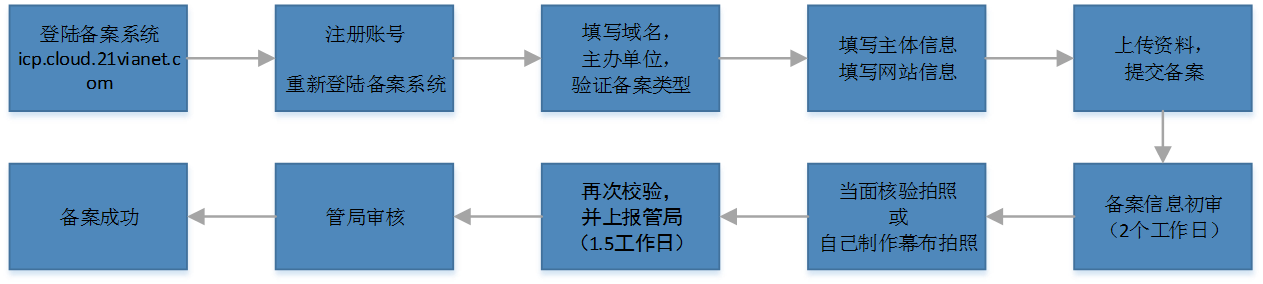 登陆备案系统
icp.cloud.21vianet.c
om
注册账号
重新登陆备案系统
填写域名，
主办单位，
验证备案类型
填写主体信息
填写网站信息
上传资料，
提交备案
备案信息初审
（2个工作日）
当面核验拍照
或
自己制作幕布拍照
再次校验，
并上报管局
（1.5工作日）
管局审核
备案成功